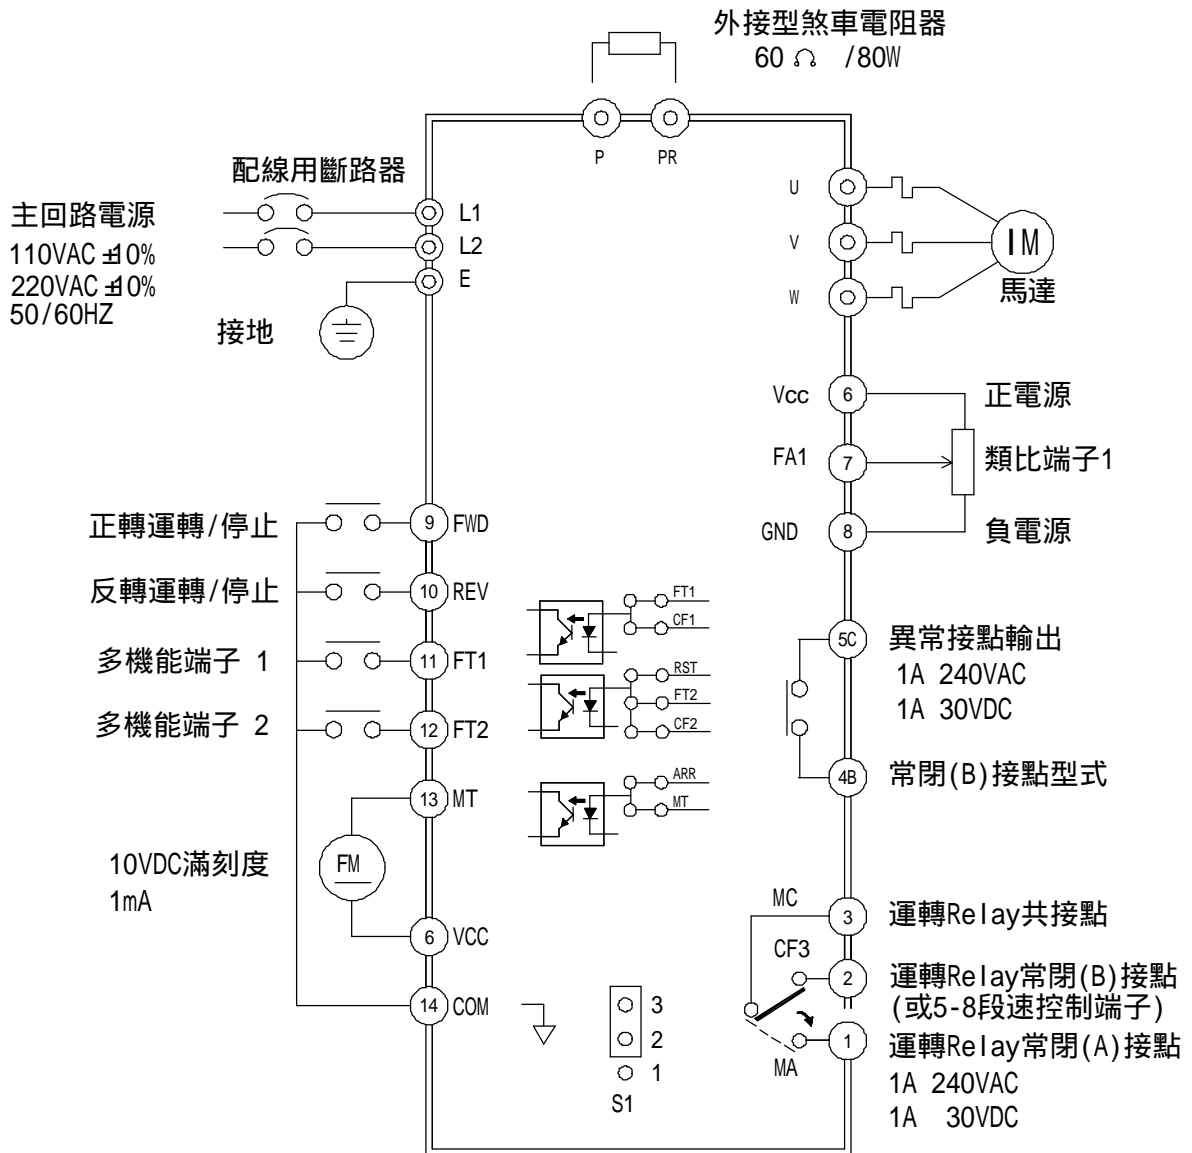 外接型煞車電阻器
60 Ω /80W
P
PR
配線用斷路器
主回路電源
110VAC ±10%
220VAC ±10%
50/60HZ
L1
L2
E
接地
U
V
W
IM
馬達
Vcc
6
正電源
FA1
7
類比端子1
GND
8
負電源
正轉運轉/停止
9
FWD
反轉運轉/停止
10
REV
多機能端子 1
11
FT1
多機能端子 2
12
FT2
13
MT
10VDC滿刻度
1mA
FM
6
VCC
14
COM
FT1
CF1
RST
FT2
CF2
ARR
MT
5C
異常接點輸出
1A 240VAC
1A 30VDC
4B
常閉(B)接點型式
MC
3
運轉Relay共接點
CF3
2
運轉Relay常閉(B)接點
(或5-8段速控制端子)
MA
1
運轉Relay常閉(A)接點
1A 240VAC
1A 30VDC
3
2
1
S1